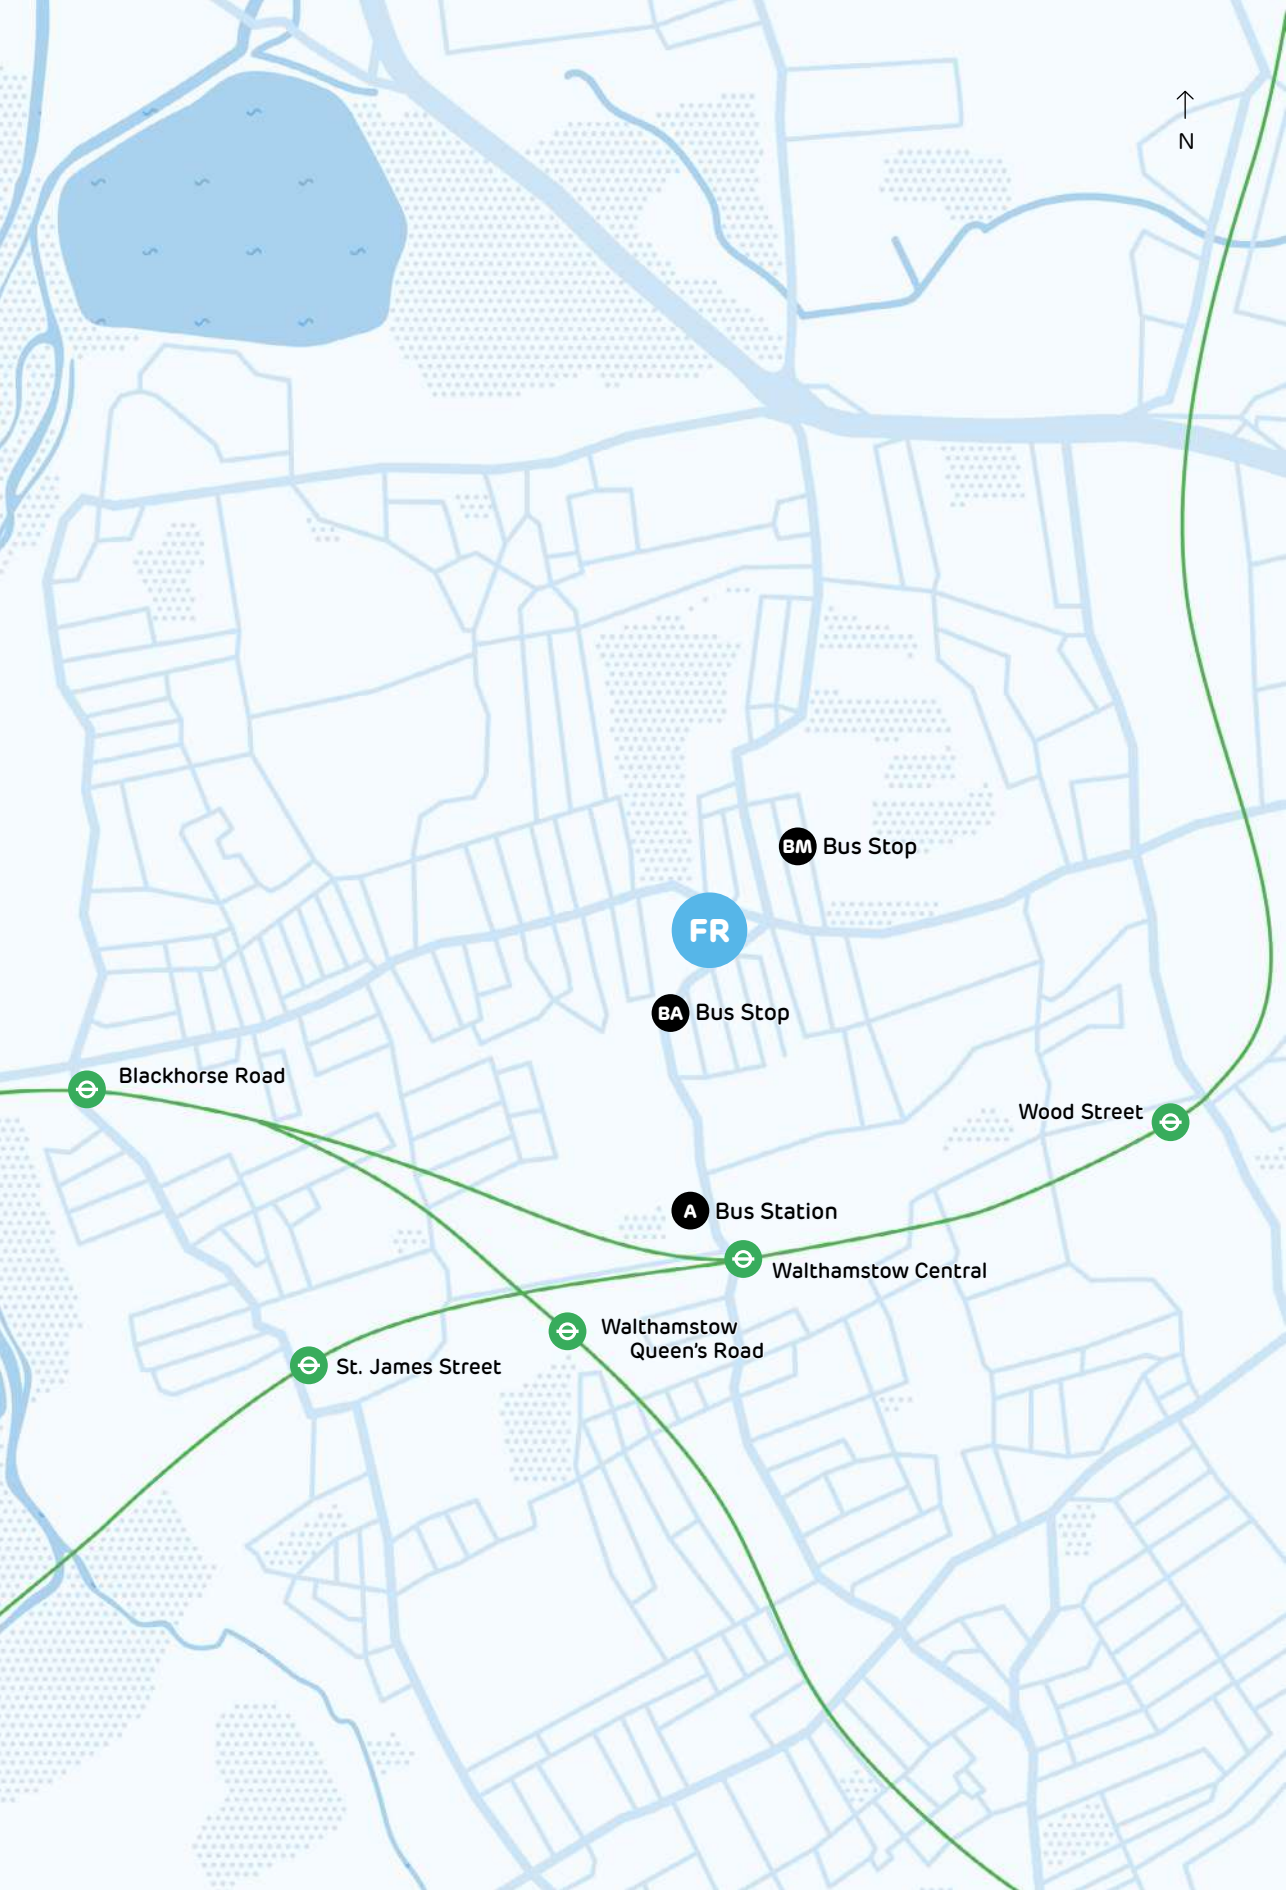 N
BM Bus Stop
FR
BA Bus Stop
Blackhorse Road
Wood Street
A Bus Station
Walthamstow Central
Walthamstow
Queen's Road
St. James Street